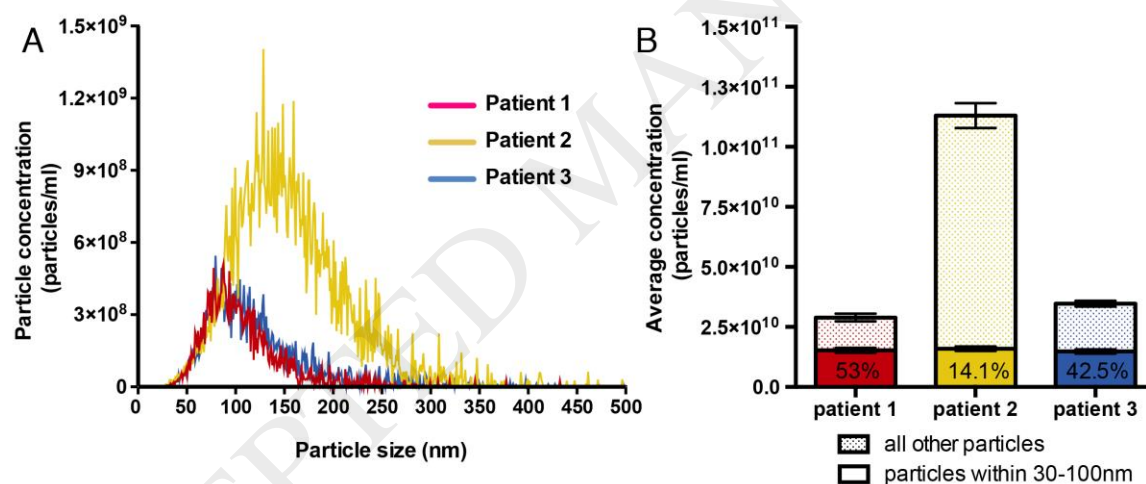 A
Particle concentration
(particles/ml)
1.5×10⁹
1.2×10⁹
9×10⁸
6×10⁸
3×10⁸
0
0 50 100 150 200 250 300 350 400 450 500
Particle size (nm)
Patient 1
Patient 2
Patient 3
B
Average concentration
(particles/ml)
1.5×10¹¹
1.3×10¹¹
1.0×10¹¹
7.5×10¹⁰
5.0×10¹⁰
2.5×10¹⁰
0.0
53% 14.1% 42.5%
patient 1 patient 2 patient 3
all other particles
particles within 30-100nm
EPTED MAN